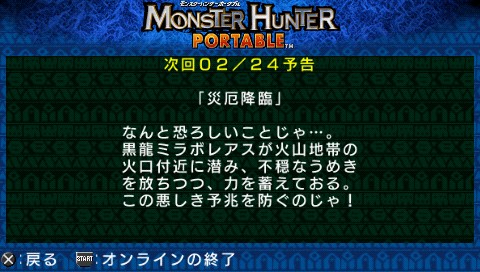 モンスターハンターポータブル
MONSTER HUNTER
PORTABLE™
次回02／24予告
「災厄降臨」
なんと恐ろしいことじゃ…。
黒龍ミラボレアスが火山地帯の
火口付近に潜み、不穏なうめき
を放ちつつ、力を蓄えておる。
この悪しき予兆を防ぐのじゃ！
×:戻る START:オンラインの終了